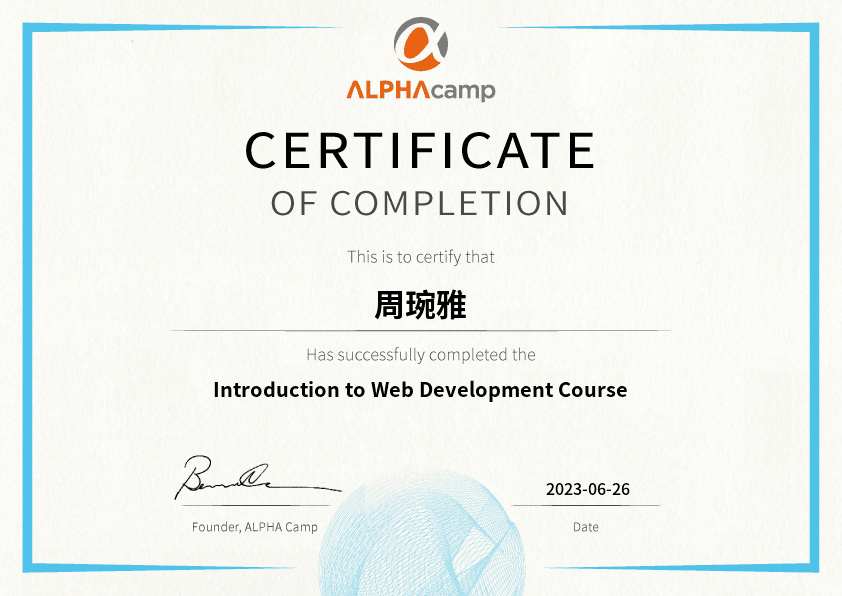 ALPHAcamp
CERTIFICATE
OF COMPLETION
This is to certify that
周琬雅
Has successfully completed the
Introduction to Web Development Course
2023-06-26
Founder, ALPHA Camp
Date